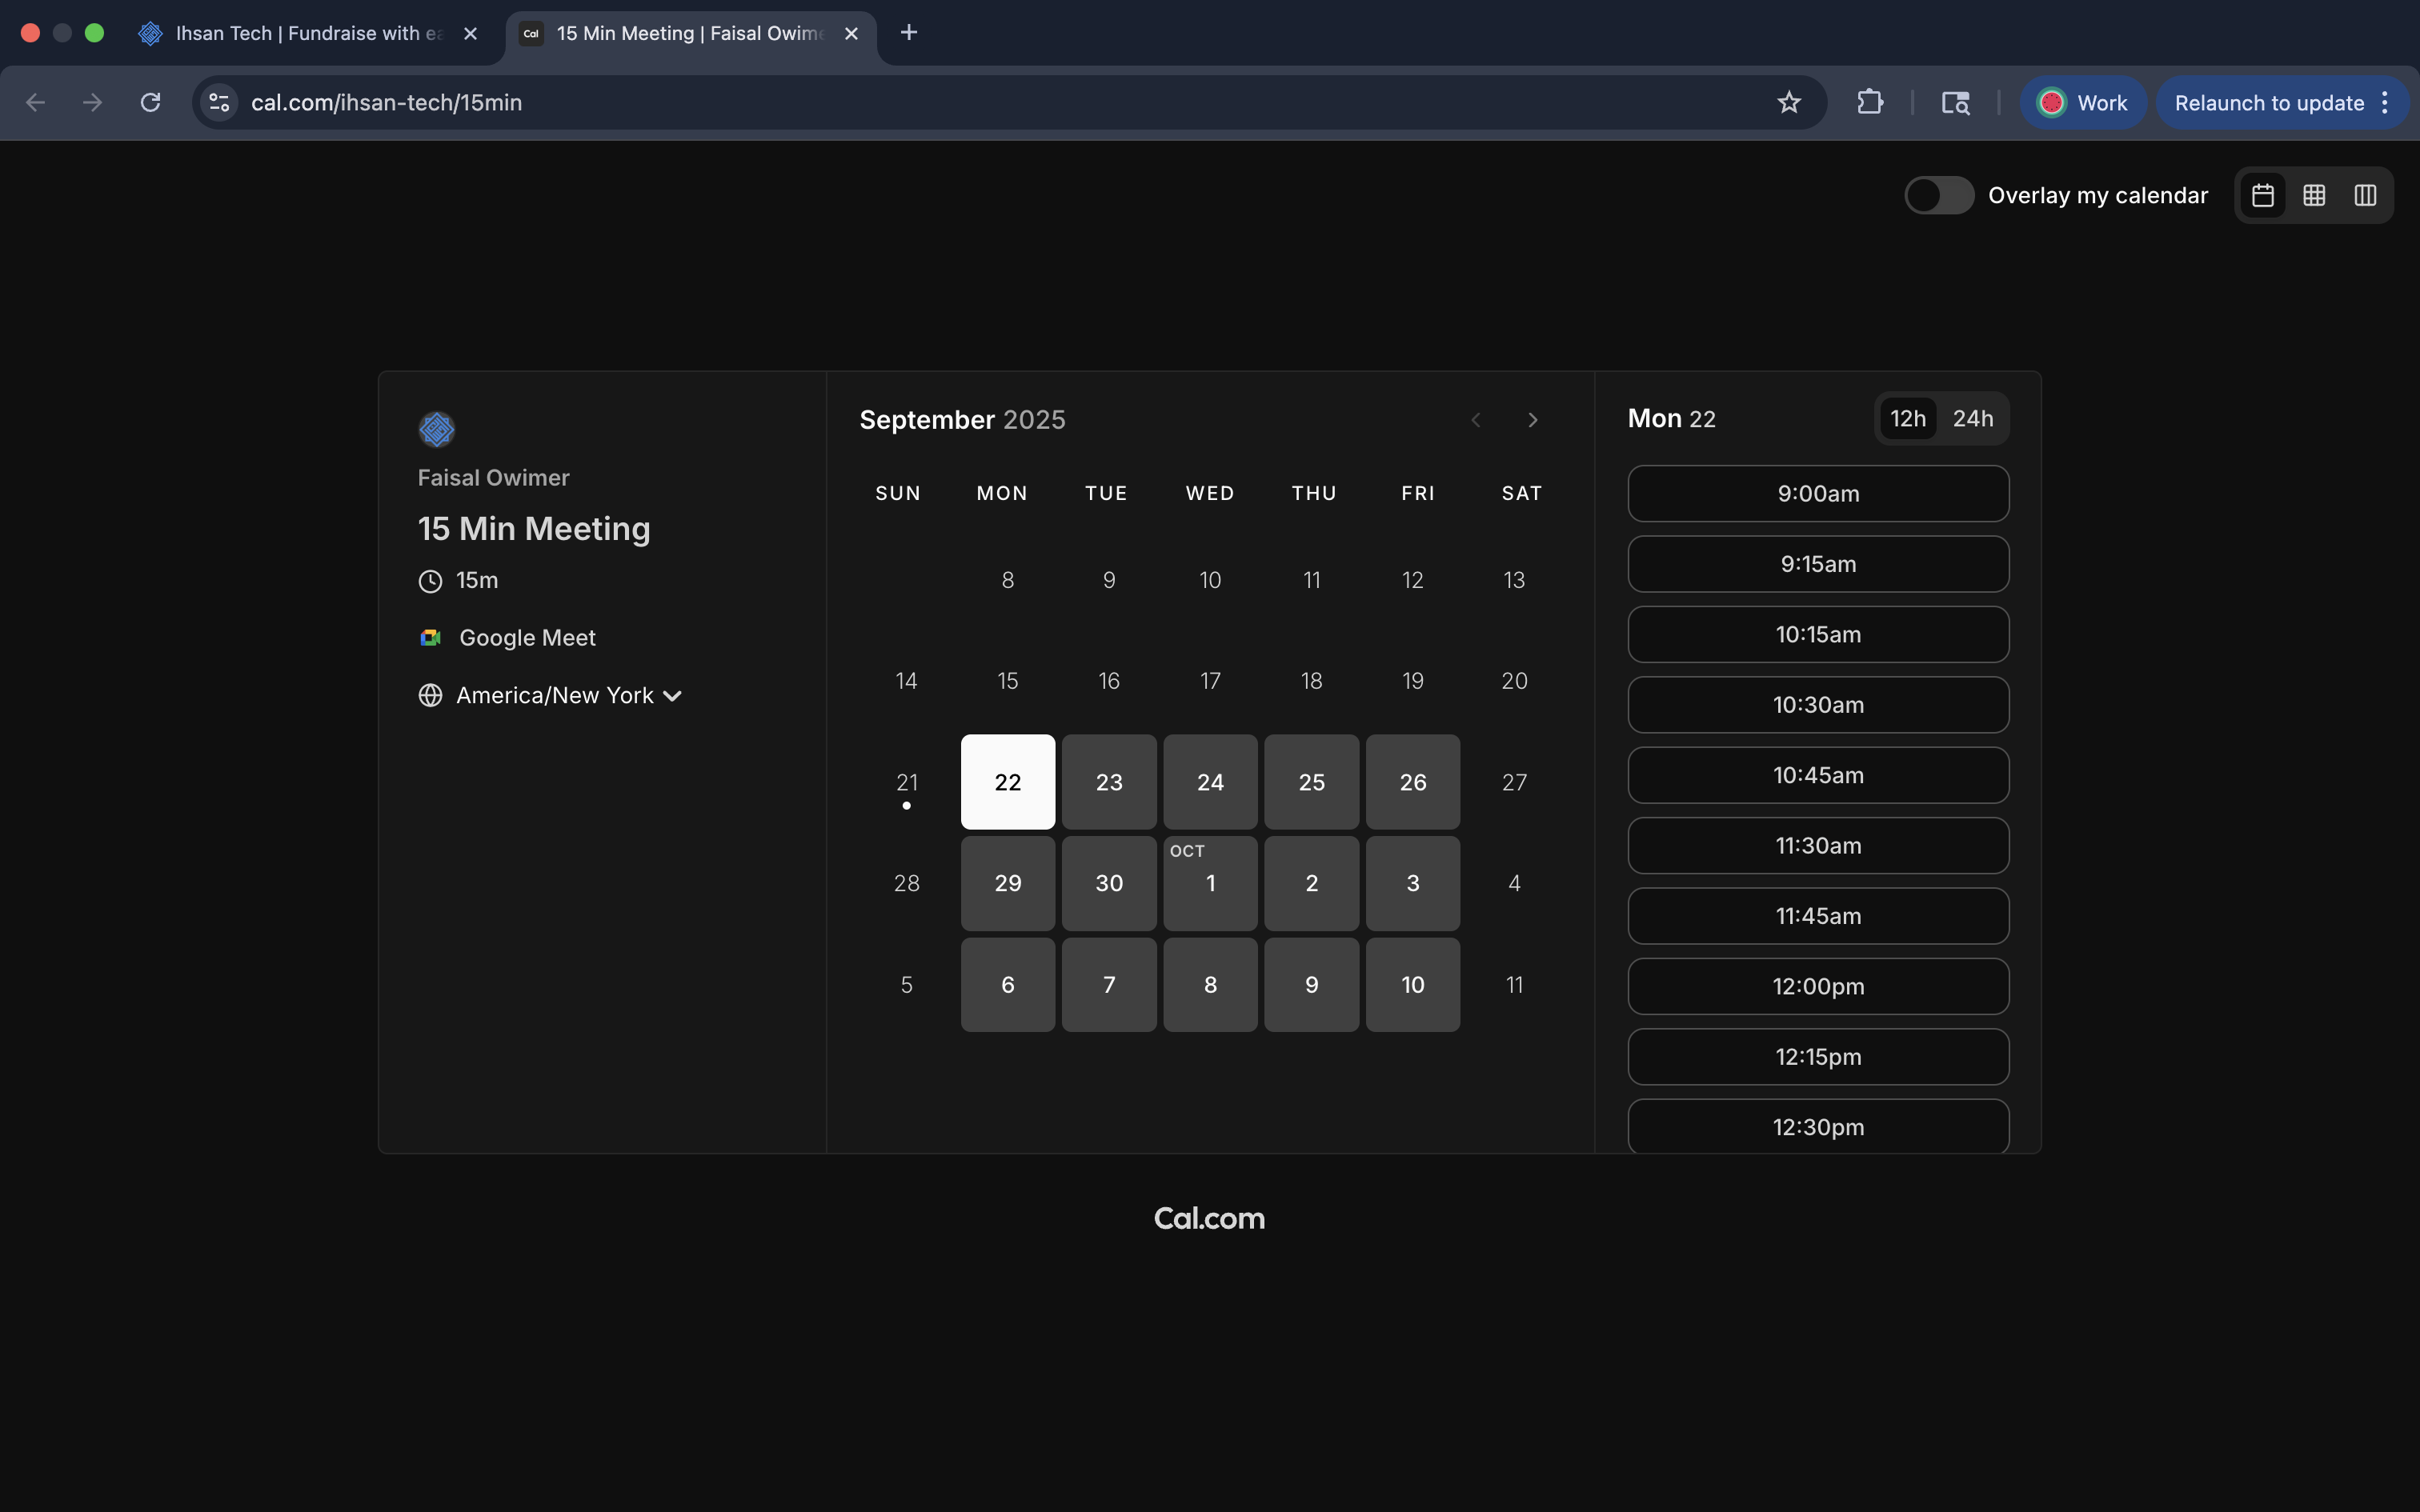 Ihsan Tech | Fundraise with ea
Cal
15 Min Meeting | Faisal Owime
cal.com/ihsan-tech/15min
Work
Relaunch to update
Overlay my calendar
Faisal Owimer
15 Min Meeting
15m
Google Meet
America/New York
September 2025
SUN MON TUE WED THU FRI SAT
8 9 10 11 12 13
14 15 16 17 18 19 20
21 22 23 24 25 26 27
OCT
28 29 30 1 2 3 4
5 6 7 8 9 10 11
Mon 22
12h 24h
9:00am
9:15am
10:15am
10:30am
10:45am
11:30am
11:45am
12:00pm
12:15pm
12:30pm
Cal.com